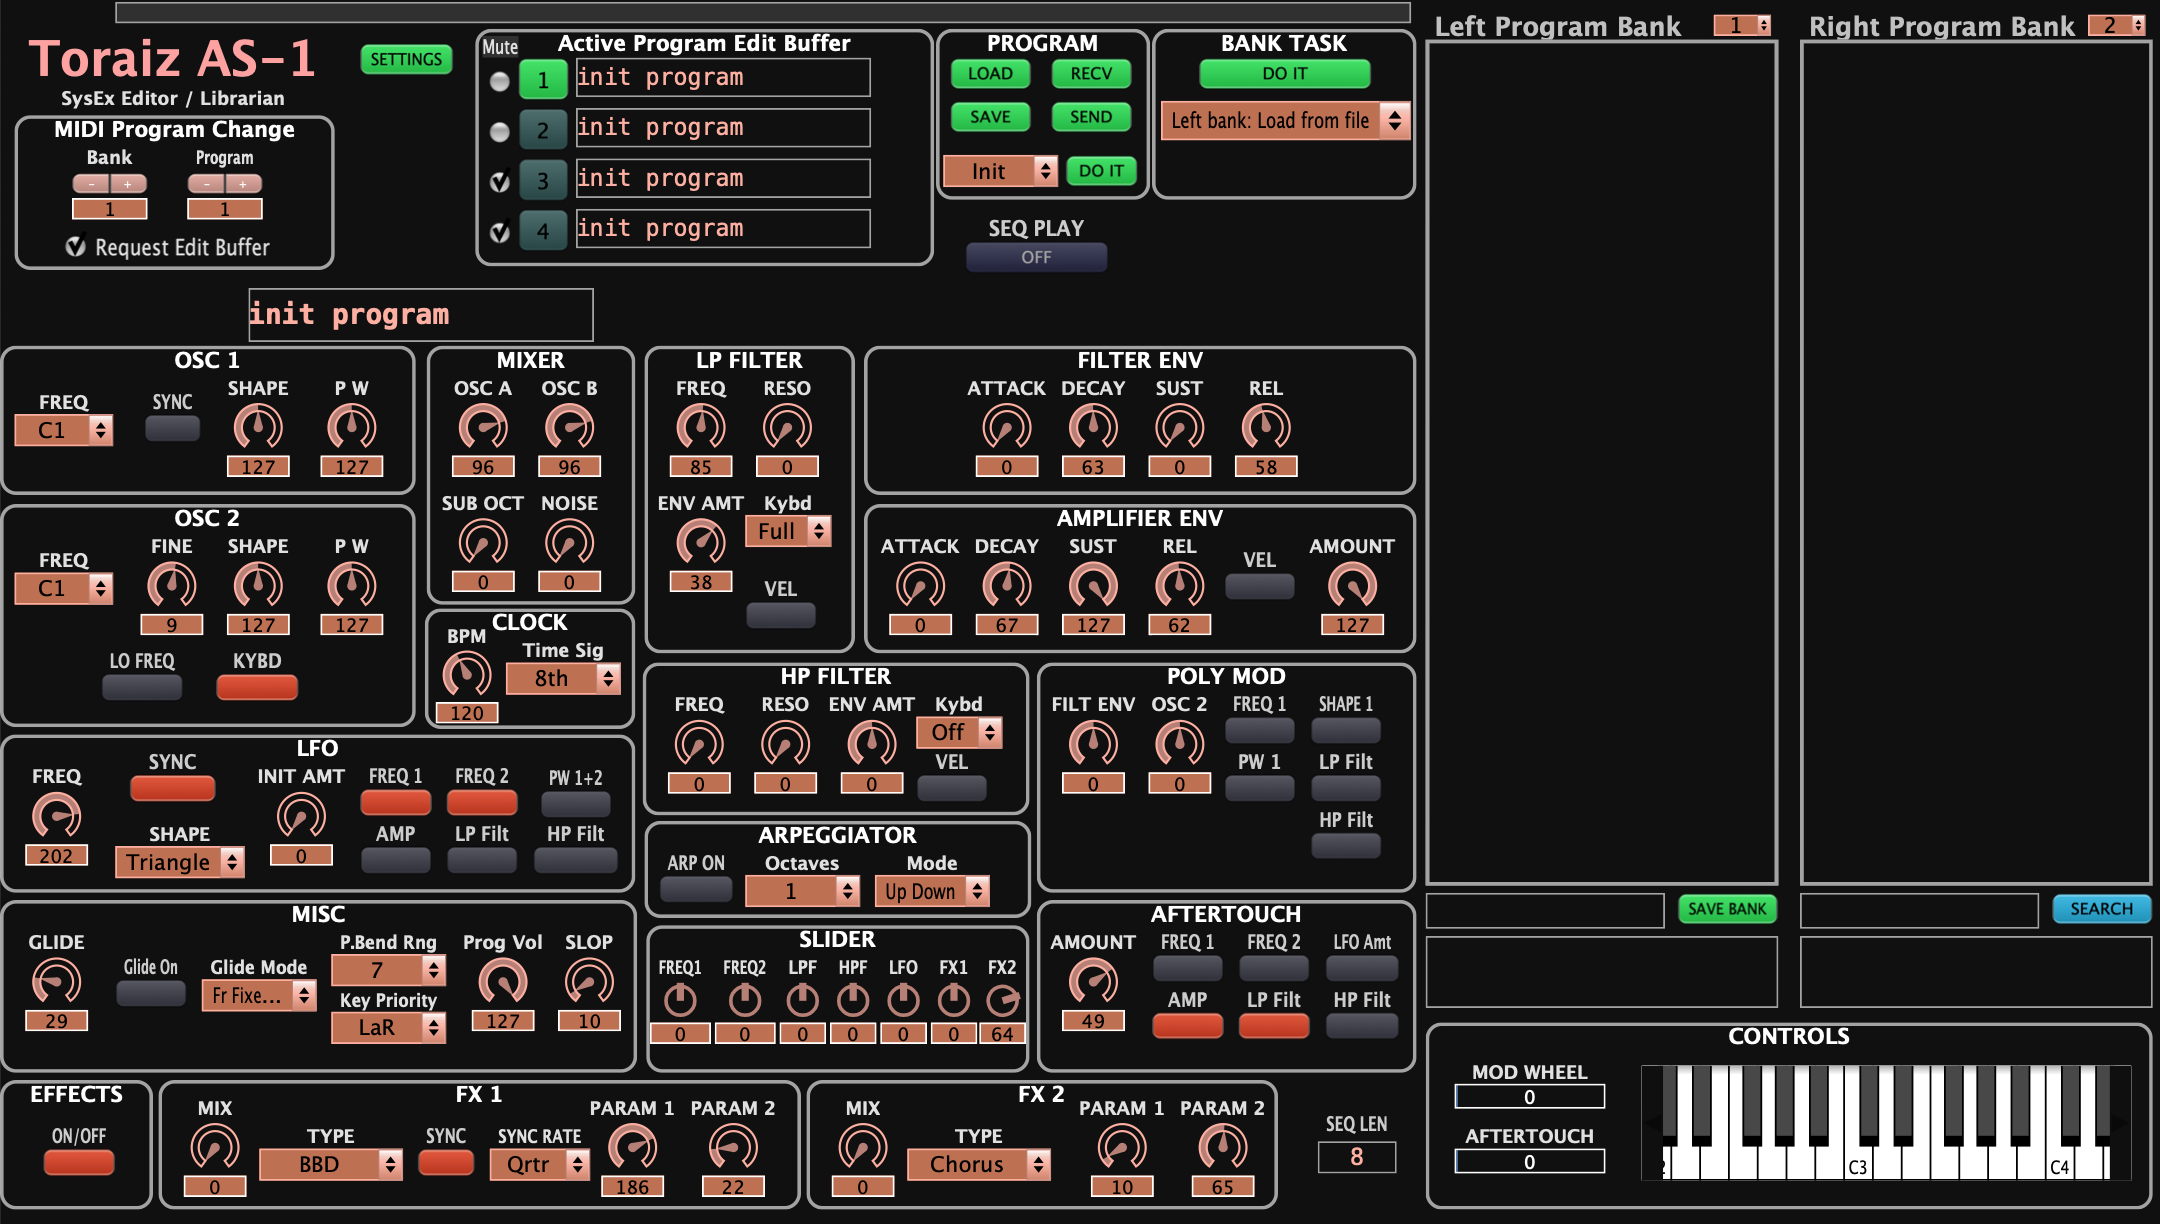 Toraiz AS-1
SysEx Editor / Librarian
SETTINGS
MIDI Program Change
Bank
Program
- +
- +
1
1
Request Edit Buffer
Mute
Active Program Edit Buffer
1
init program
2
init program
3
init program
4
init program
PROGRAM
LOAD
RECV
SAVE
SEND
Init
DO IT
BANK TASK
DO IT
Left bank: Load from file
SEQ PLAY
OFF
Left Program Bank
1
Right Program Bank
2
init program
OSC 1
FREQ
SYNC
SHAPE
P W
C1
127
127
OSC 2
FREQ
FINE
SHAPE
P W
C1
9
127
127
LO FREQ
KYBD
MIXER
OSC A
OSC B
96
96
SUB OCT
NOISE
0
0
CLOCK
BPM
Time Sig
8th
120
LP FILTER
FREQ
RESO
85
0
ENV AMT
Kybd
Full
38
VEL
FILTER ENV
ATTACK
DECAY
SUST
REL
0
63
0
58
AMPLIFIER ENV
ATTACK
DECAY
SUST
REL
VEL
AMOUNT
0
67
127
62
127
LFO
FREQ
SYNC
INIT AMT
FREQ 1
FREQ 2
PW 1+2
SHAPE
AMP
LP Filt
HP Filt
202
Triangle
0
HP FILTER
FREQ
RESO
ENV AMT
Kybd
Off
VEL
0
0
0
POLY MOD
FILT ENV
OSC 2
FREQ 1
SHAPE 1
PW 1
LP Filt
0
0
HP Filt
ARPEGGIATOR
ARP ON
Octaves
Mode
1
Up Down
MISC
GLIDE
Glide On
Glide Mode
P.Bend Rng
Prog Vol
SLOP
7
Fr Fixe...
Key Priority
LaR
29
127
10
SLIDER
FREQ1
FREQ2
LPF
HPF
LFO
FX1
FX2
0
0
0
0
0
0
64
AFTERTOUCH
AMOUNT
FREQ 1
FREQ 2
LFO Amt
AMP
LP Filt
HP Filt
49
SAVE BANK
SEARCH
EFFECTS
ON/OFF
FX 1
MIX
TYPE
SYNC
SYNC RATE
PARAM 1
PARAM 2
BBD
Qrtr
0
186
22
FX 2
MIX
TYPE
PARAM 1
PARAM 2
Chorus
0
10
65
SEQ LEN
8
CONTROLS
MOD WHEEL
0
AFTERTOUCH
0
C3
C4